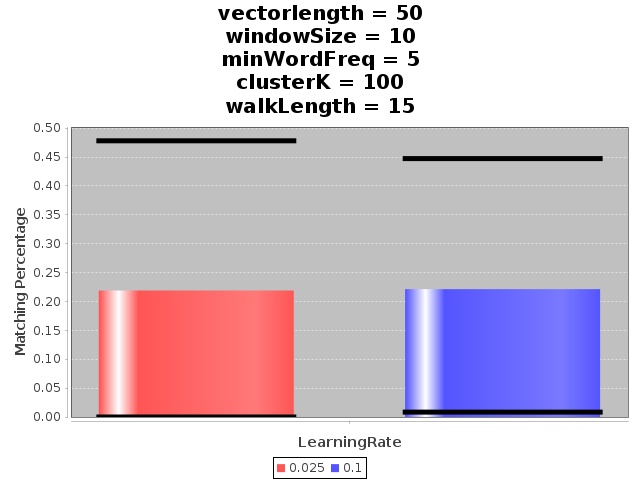 vectorlength = 50
windowSize = 10
minWordFreq = 5
clusterK = 100
walkLength = 15
0.50
0.45
0.40
0.35
0.30
0.25
0.20
0.15
0.10
0.05
0.00
Matching Percentage
LearningRate
0.025 0.1